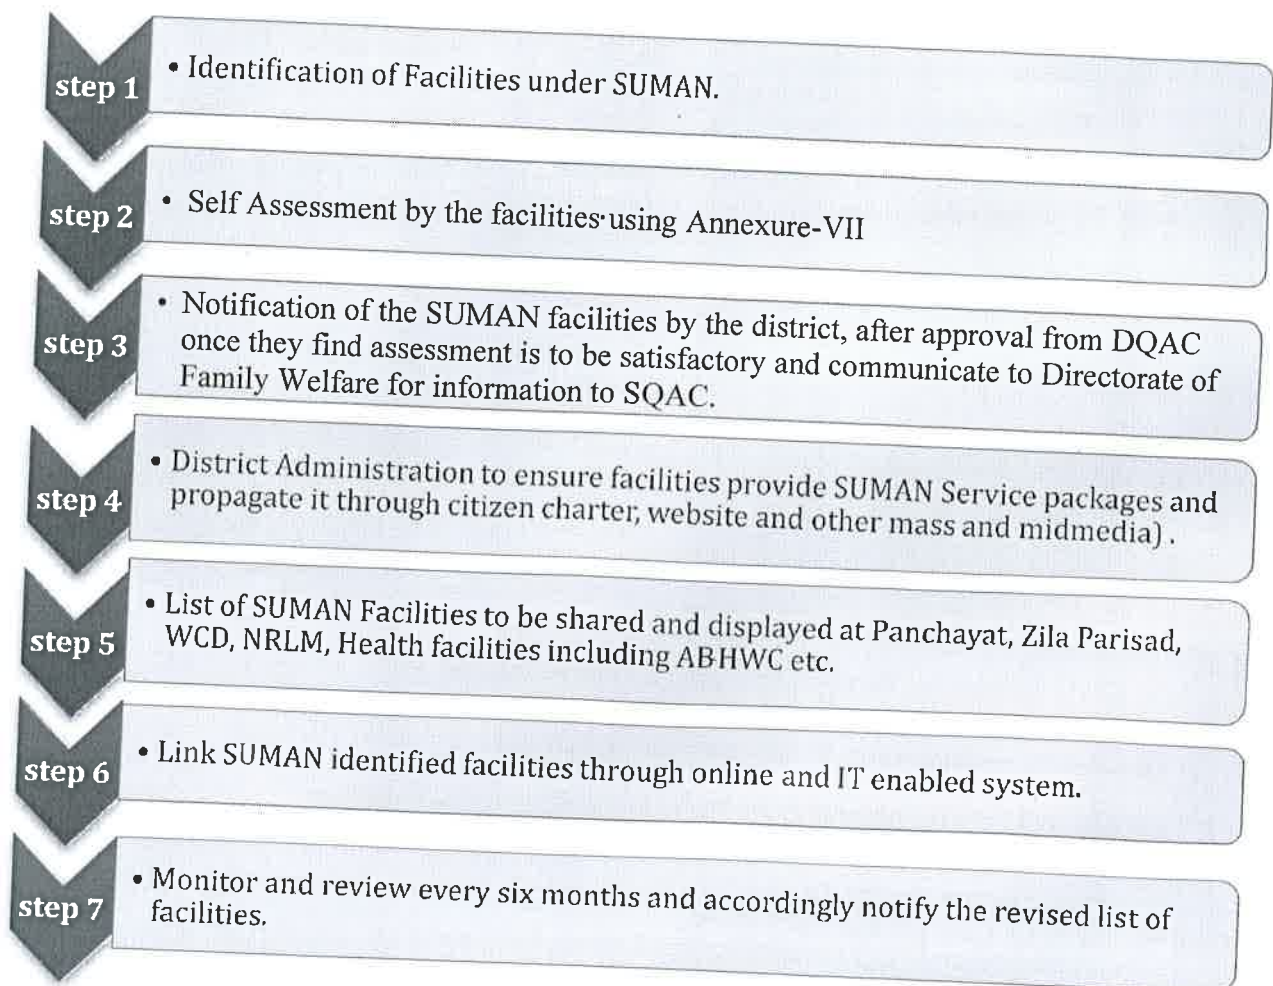 step 1
• Identification of Facilities under SUMAN.
step 2
• Self Assessment by the facilities using Annexure-VII
step 3
• Notification of the SUMAN facilities by the district, after approval from DQAC
once they find assessment is to be satisfactory and communicate to Directorate of
Family Welfare for information to SQAC.
step 4
• District Administration to ensure facilities provide SUMAN Service packages and
propagate it through citizen charter, website and other mass and midmedia) .
step 5
• List of SUMAN Facilities to be shared and displayed at Panchayat, Zila Parisad,
WCD, NRLM, Health facilities including ABHWC etc.
step 6
• Link SUMAN identified facilities through online and IT enabled system.
step 7
• Monitor and review every six months and accordingly notify the revised list of
facilities.